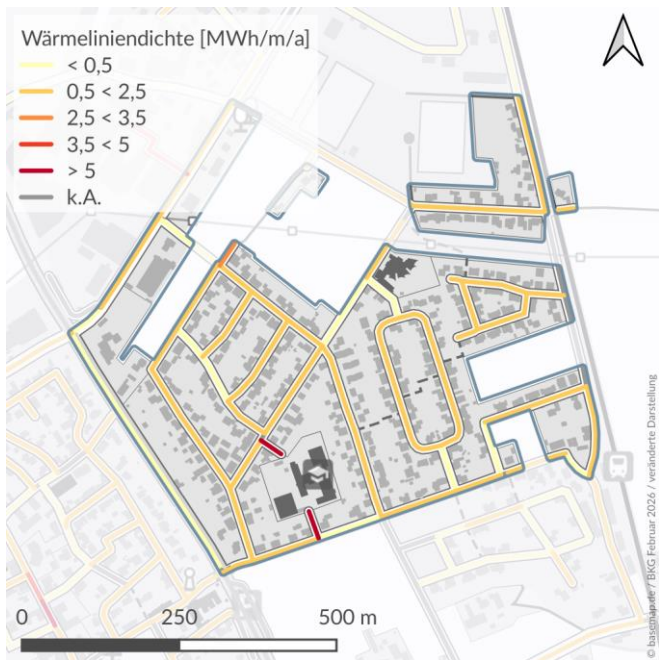 Wärmeliniendichte [MWh/m/a]
< 0,5
0,5 < 2,5
2,5 < 3,5
3,5 < 5
> 5
k.A.
0 250 500 m
© basemap.de / BKG Februar 2026 / veränderte Darstellung